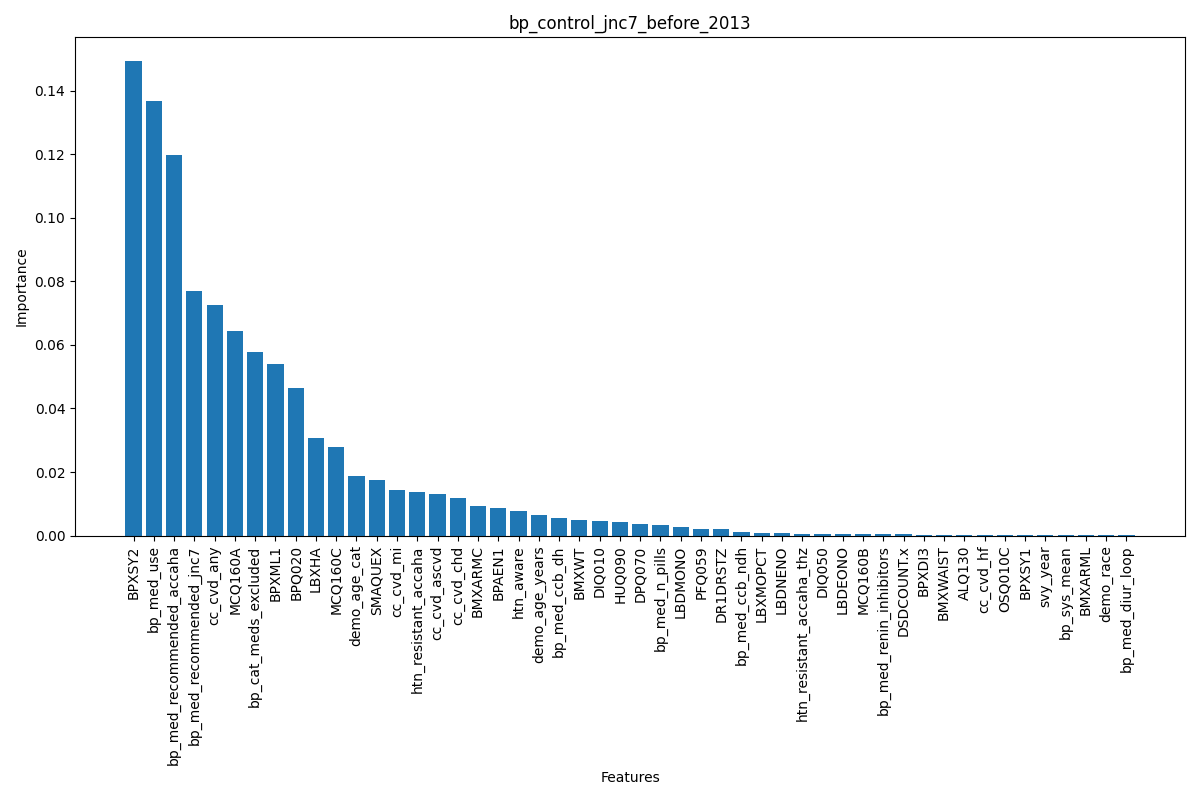 bp_control_jnc7_before_2013
Importance
0.14
0.12
0.10
0.08
0.06
0.04
0.02
0.00
BPXSY2
bp_med_use
bp_med_recommended_accaha
bp_med_recommended_jnc7
cc_cvd_any
MCQ160A
bp_cat_meds_excluded
BPXML1
BPQ020
LBXHA
MCQ160C
demo_age_cat
SMAQUEX
cc_cvd_mi
htn_resistant_accaha
cc_cvd_ascvd
cc_cvd_chd
BMXARMC
BPAEN1
htn_aware
demo_age_years
bp_med_ccb_dh
BMXWT
DIQ010
HUQ090
DPQ070
bp_med_n_pills
LBDMONO
PFQ059
DR1DRSTZ
bp_med_ccb_ndh
LBXMOPCT
LBDNENO
htn_resistant_accaha_thz
DIQ050
LBDEONO
MCQ160B
bp_med_renin_inhibitors
DSDCOUNT.x
BPXDI3
BMXWAIST
ALQ130
cc_cvd_hf
OSQ010C
BPXSY1
svy_year
bp_sys_mean
BMXARML
demo_race
bp_med_diur_loop
Features